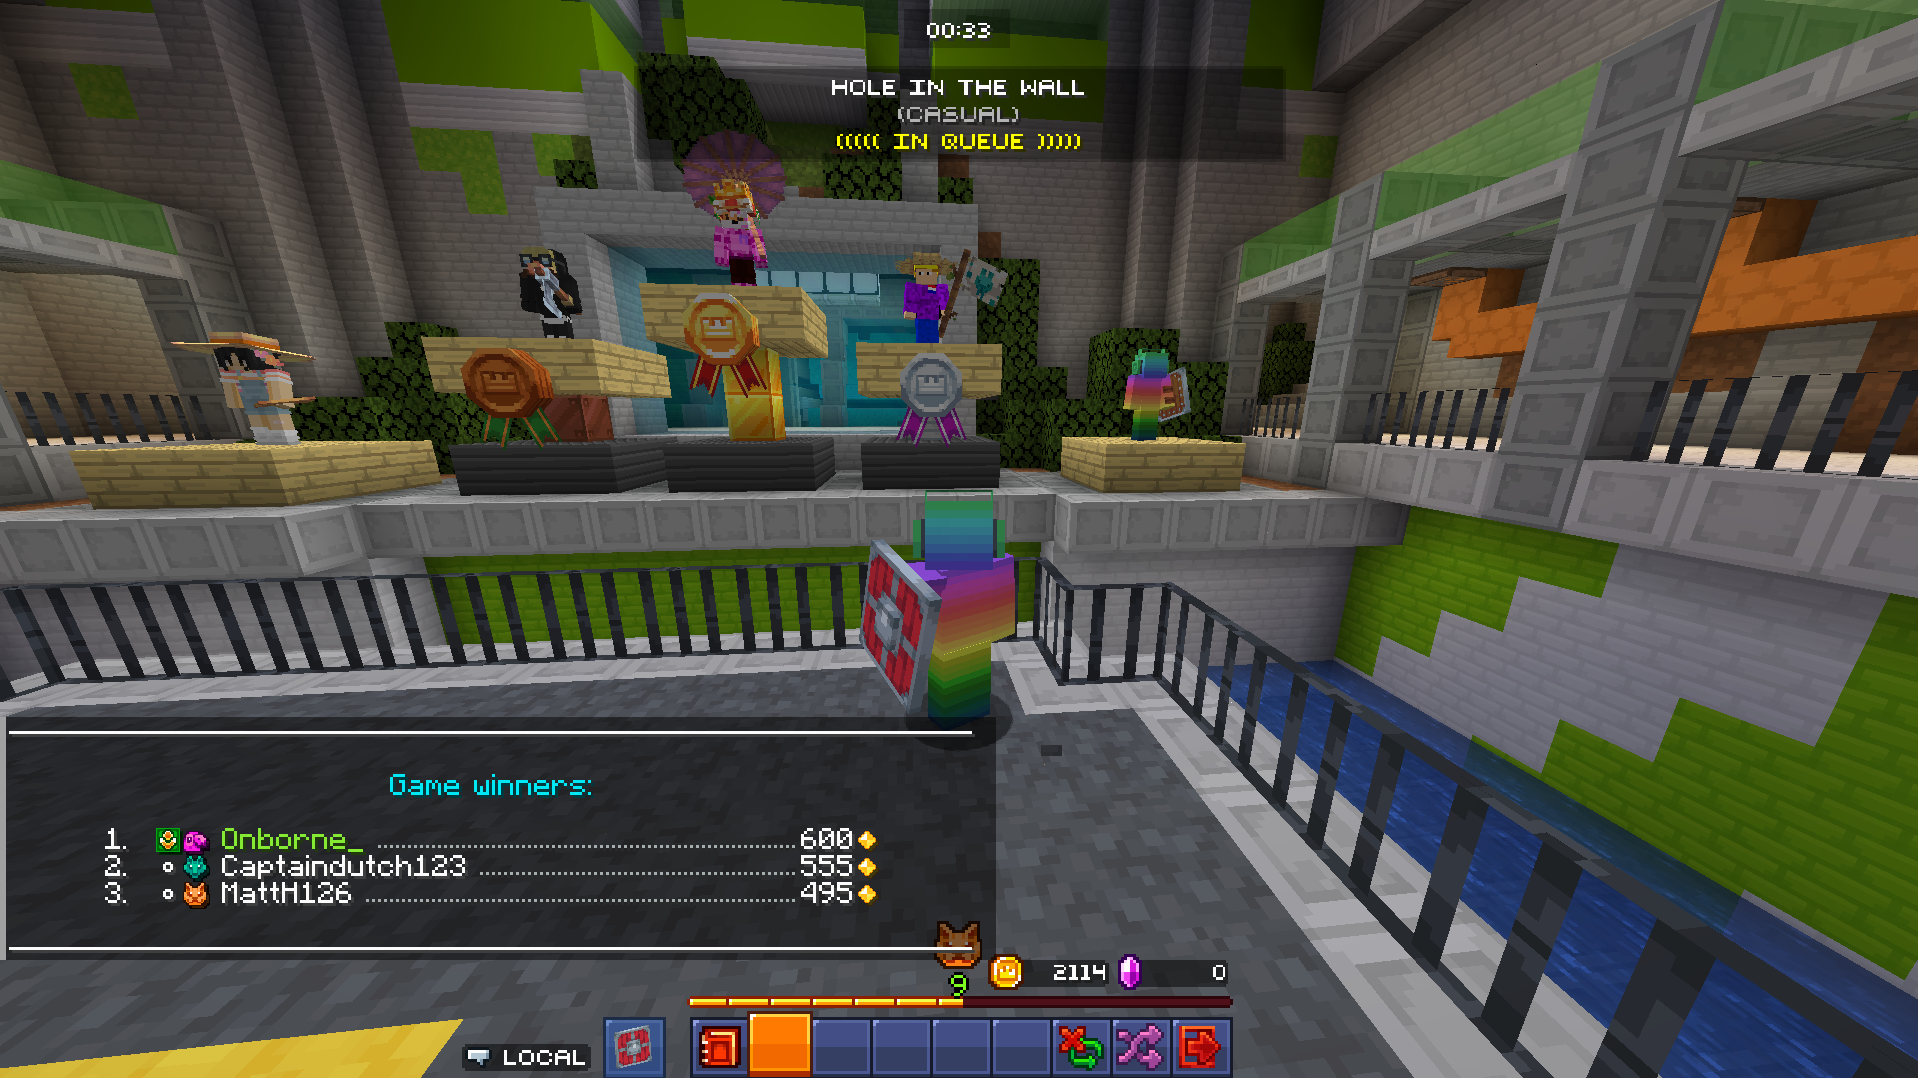 00:33
HOLE IN THE WALL
(CASUAL)
((((( IN QUEUE )))))
Game winners:
1. Onborne_ 600
2. Captaindutch123 555
3. MattH126 495
2114 0
9
LOCAL